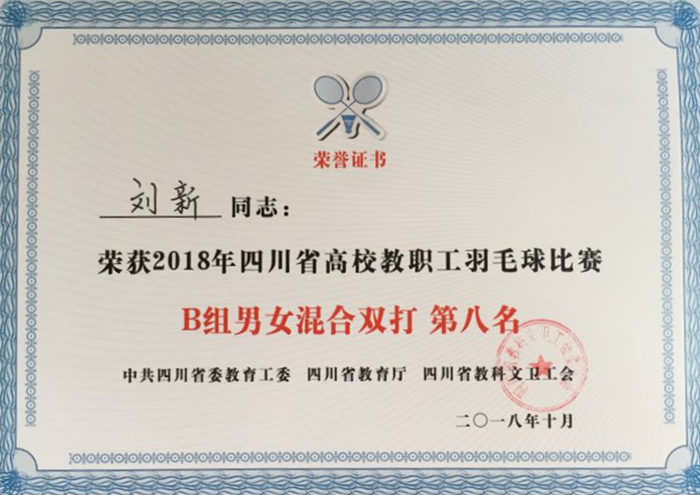 荣誉证书
刘新 同志：
荣获2018年四川省高校教职工羽毛球比赛
B组男女混合双打 第八名
中共四川省委教育工委 四川省教育厅 四川省教科文卫工会
二〇一八年十月